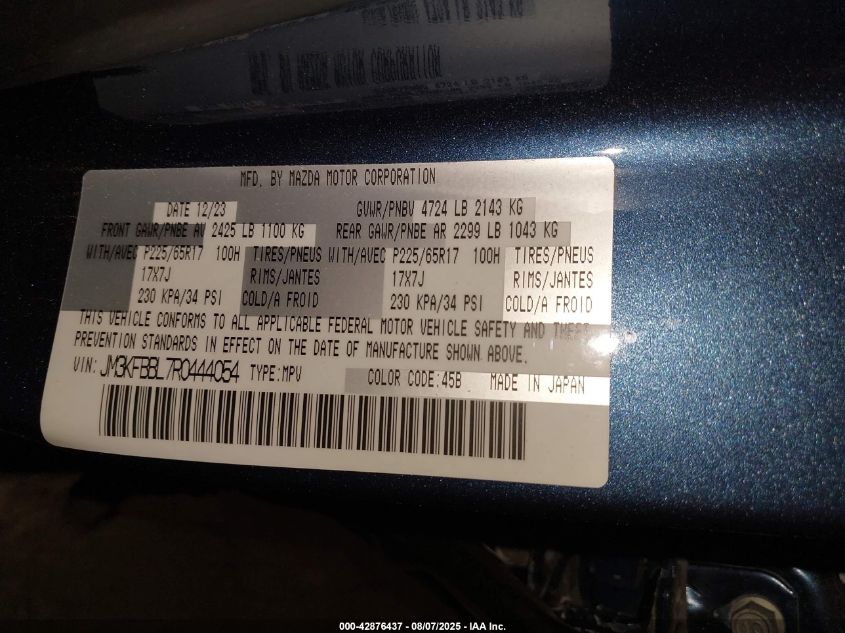 MFD. BY MAZDA MOTOR CORPORATION
DATE 12/23 GVWR/PNBV 4724 LB 2143 KG
FRONT GAWR/PNBE AV 2425 LB 1100 KG REAR GAWR/PNBE AR 2299 LB 1043 KG
WITH/AVEC P225/65R17 100H TIRES/PNEUS WITH/AVEC P225/65R17 100H TIRES/PNEUS
17X7J RIMS/JANTES 17X7J RIMS/JANTES
230 KPA/34 PSI COLD/A FROID 230 KPA/34 PSI COLD/A FROID
THIS VEHICLE CONFORMS TO ALL APPLICABLE FEDERAL MOTOR VEHICLE SAFETY AND THEFT
PREVENTION STANDARDS IN EFFECT ON THE DATE OF MANUFACTURE SHOWN ABOVE.
VIN: JM3KFBBL7R0444054 TYPE:MPV COLOR CODE:45B MADE IN JAPAN
000-42876437 - 08/07/2025 - IAA Inc.